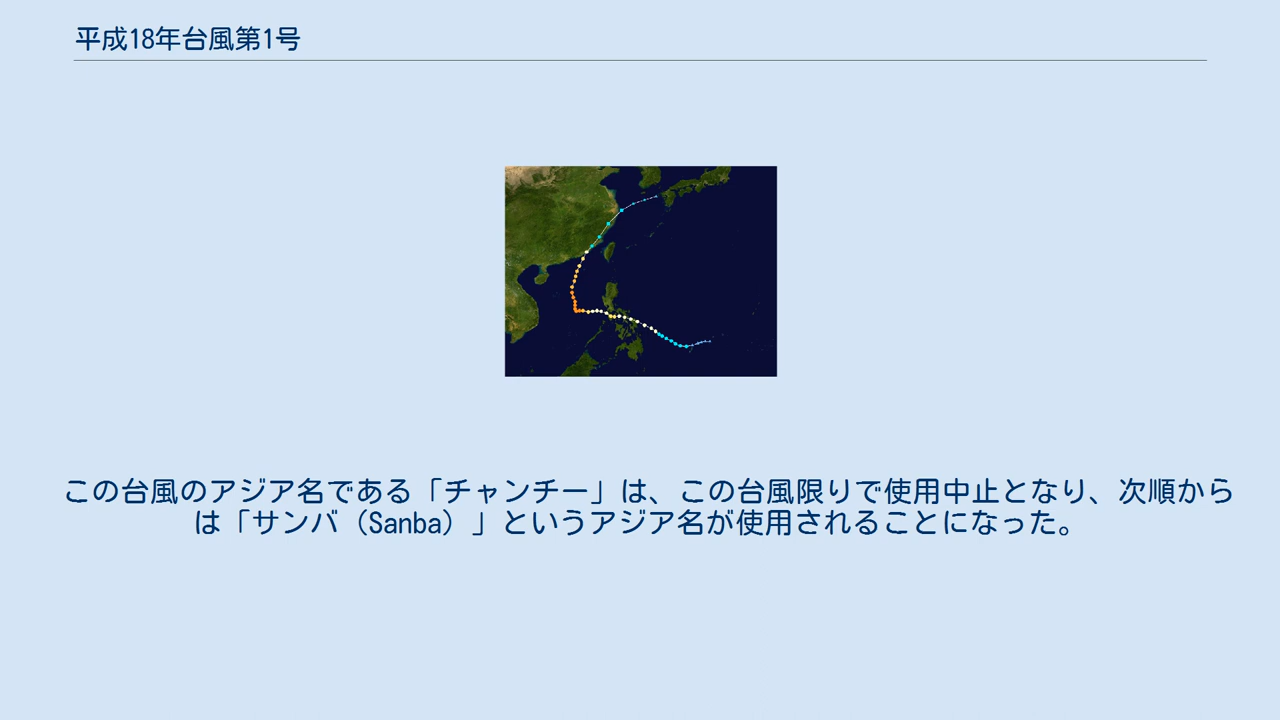 平成18年台風第1号
この台風のアジア名である「チャンチー」は、この台風限りで使用中止となり、次順から
は「サンバ（Sanba）」というアジア名が使用されることになった。